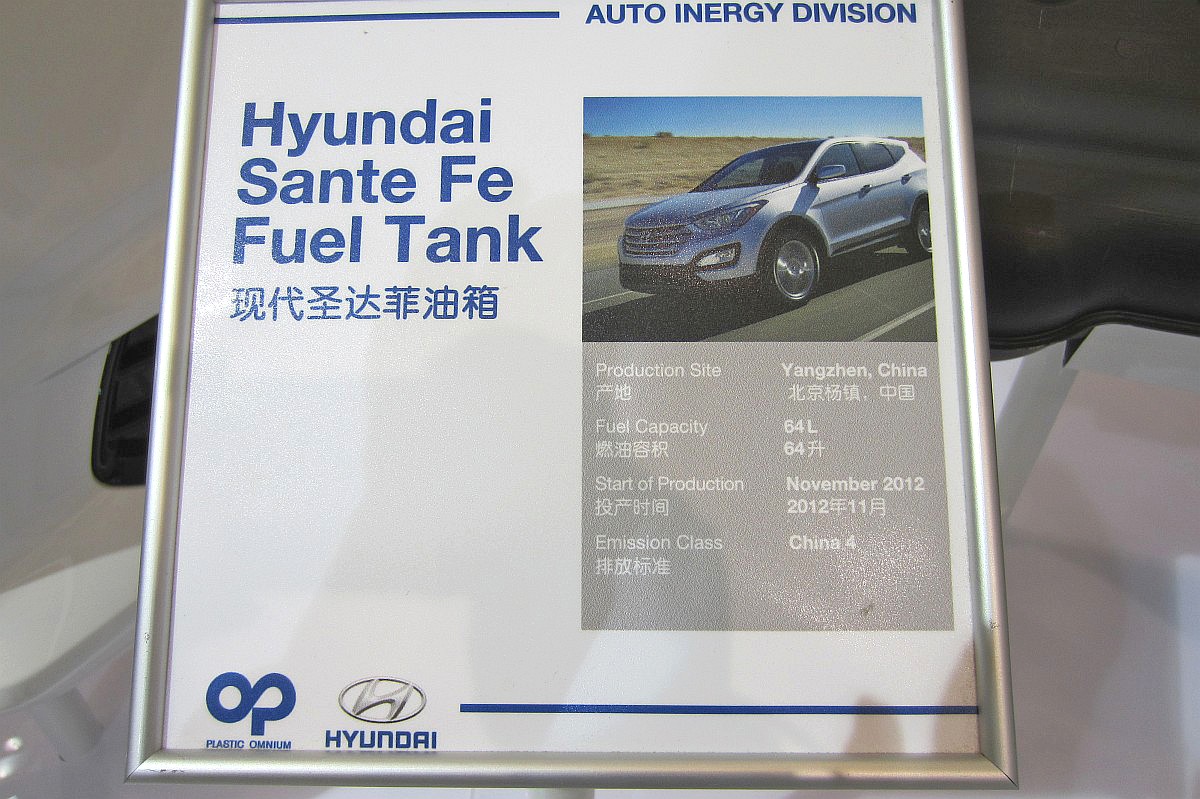 AUTO INERGY DIVISION
Hyundai
Sante Fe
Fuel Tank
现代圣达菲油箱
Production Site Yangzhen, China
产地 北京杨镇，中国
Fuel Capacity 64 L
燃油容积 64升
Start of Production November 2012
投产时间 2012年11月
Emission Class China 4
排放标准
PLASTIC OMNIUM
HYUNDAI